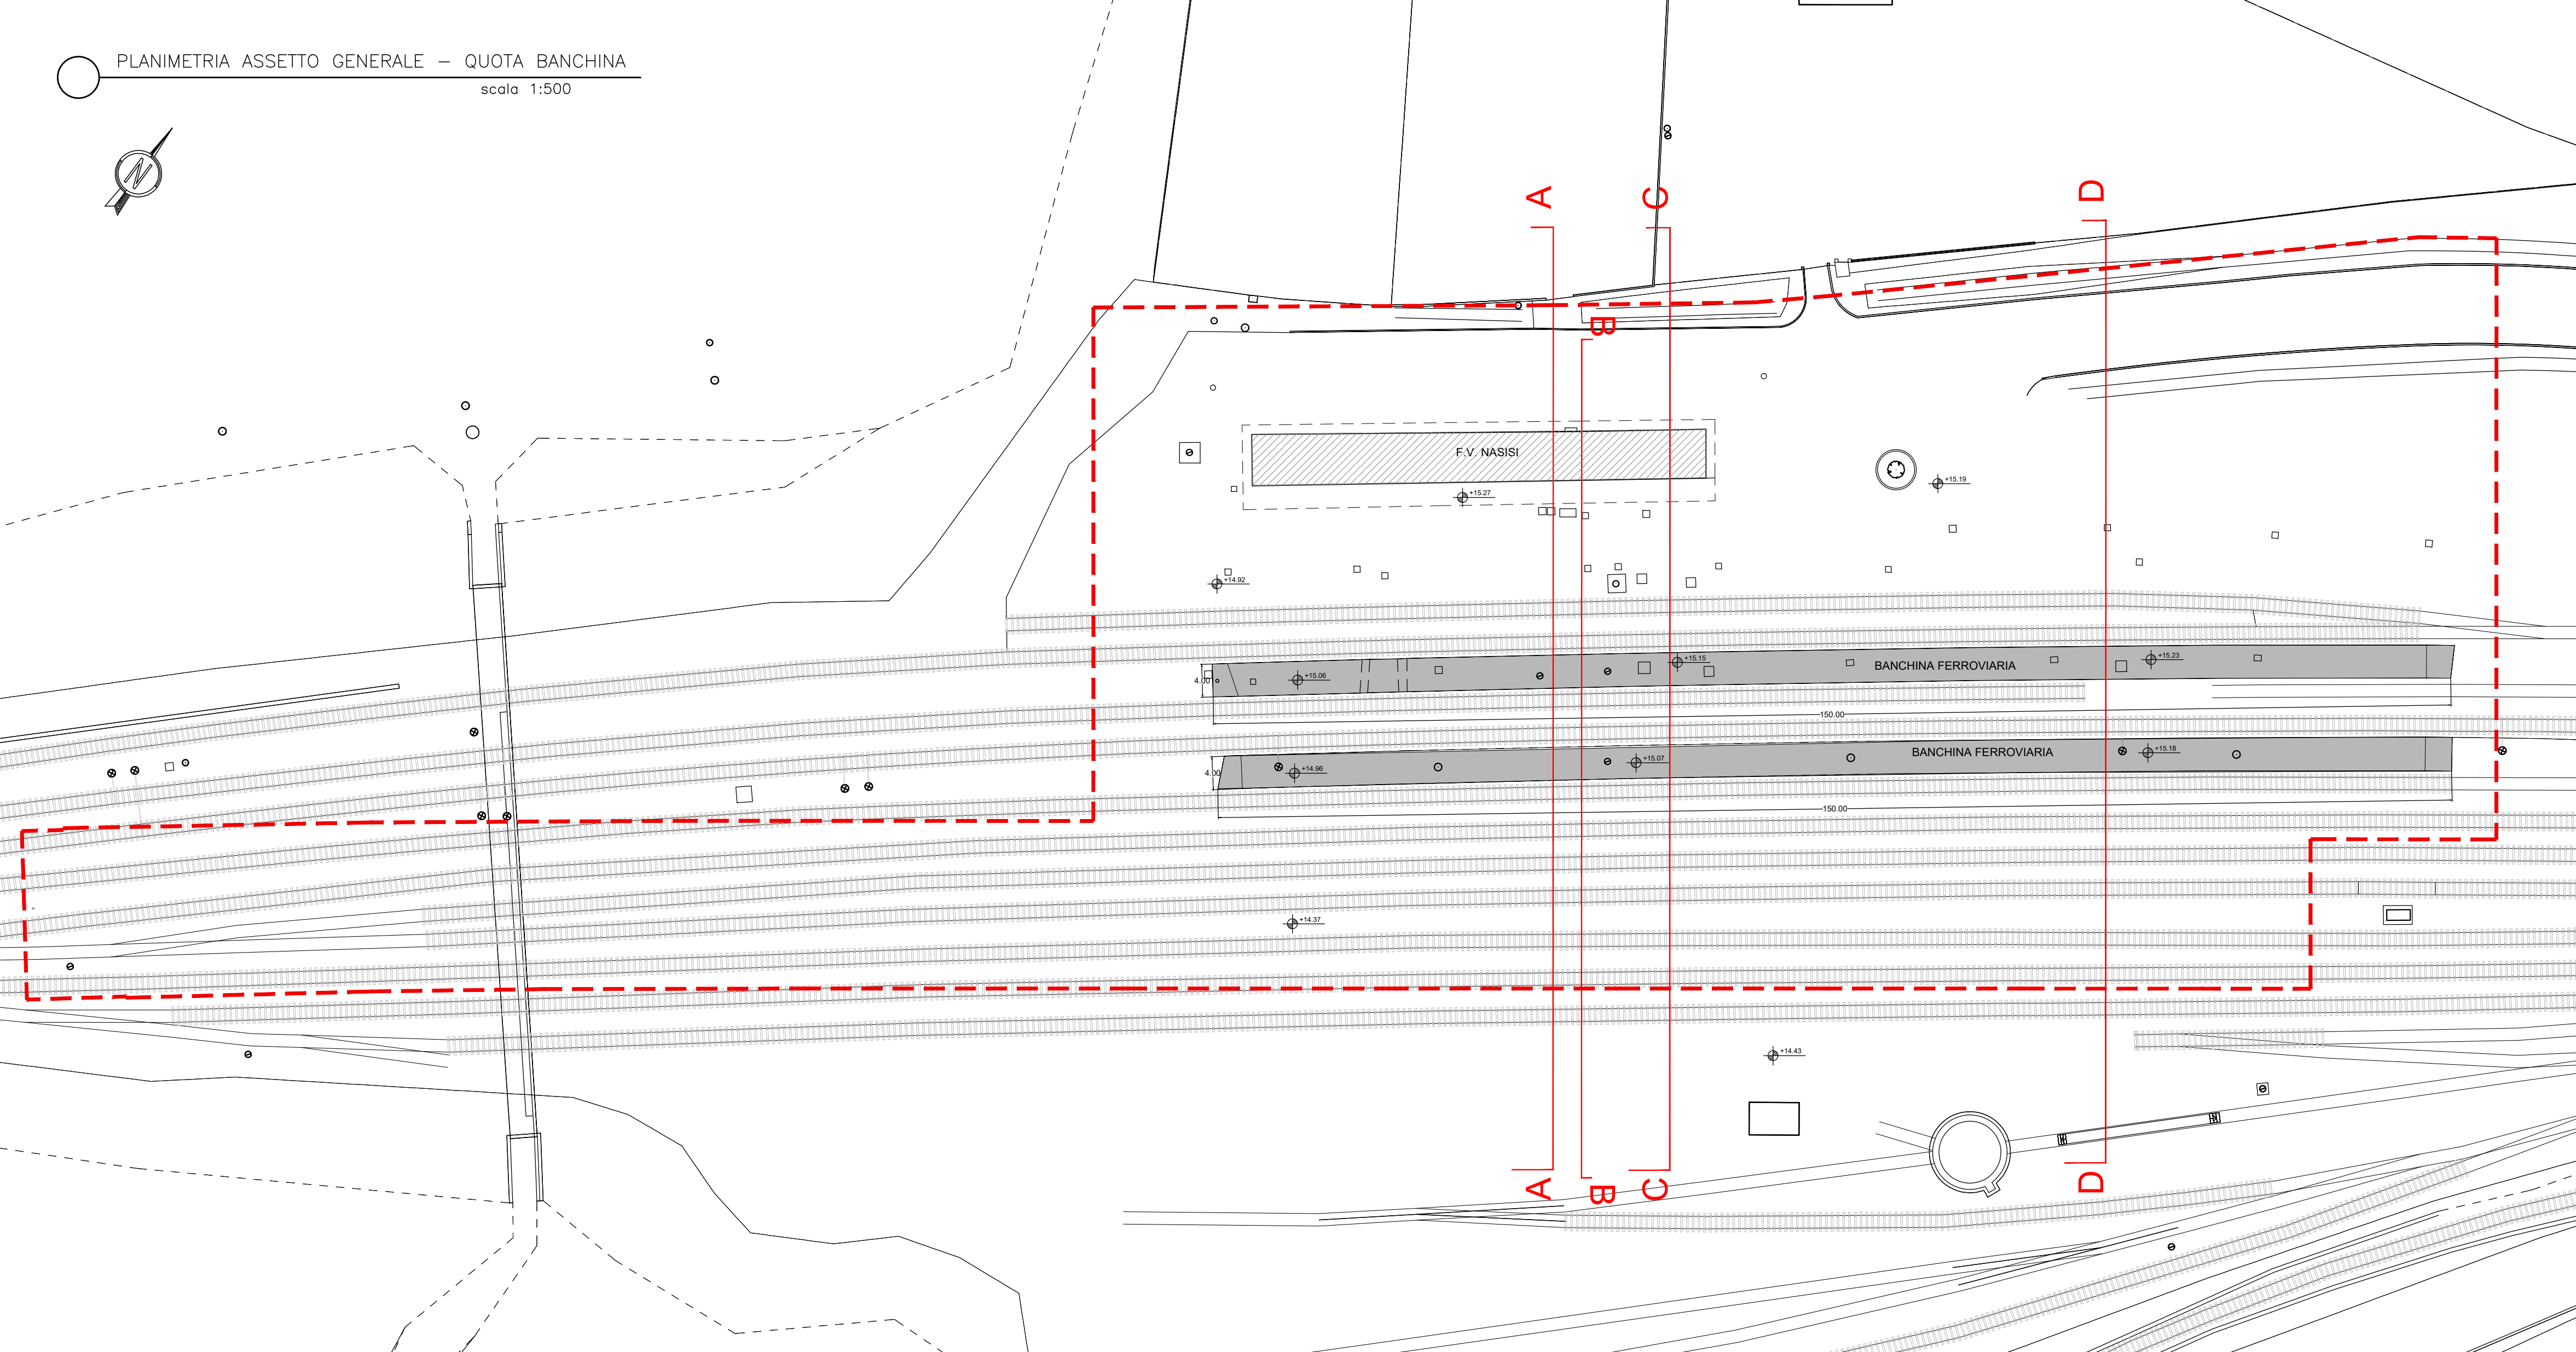 PLANIMETRIA ASSETTO GENERALE – QUOTA BANCHINA
scala 1:500
N
A
C
D
B
F.V. NASISI
+15.27
+15.19
+14.92
+15.15
BANCHINA FERROVIARIA
+15.23
4.00
+15.06
150.00
BANCHINA FERROVIARIA
+15.18
+15.07
4.00
+14.96
150.00
+14.37
+14.43
A
B
C
D